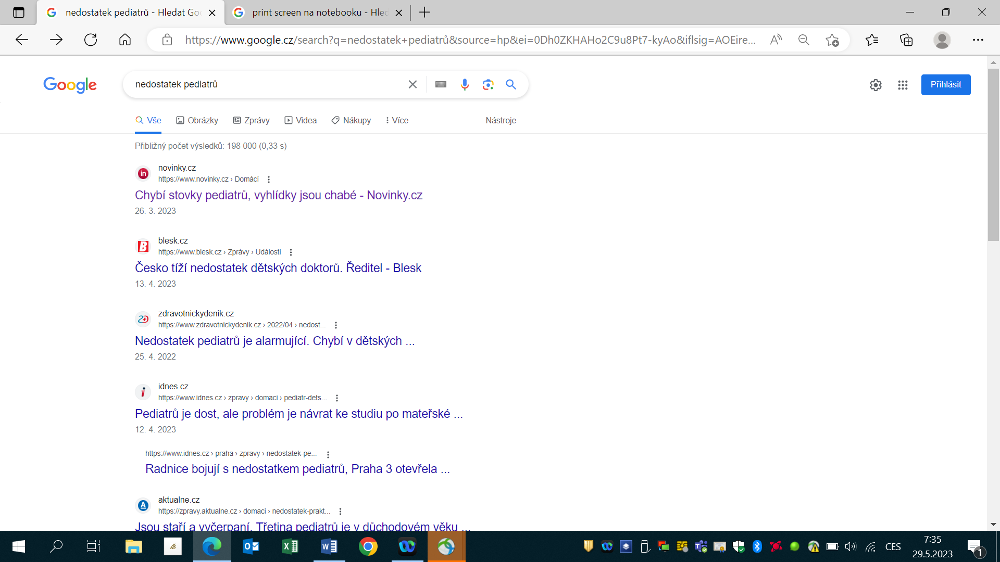 nedostatek pediatrů - Hledat Goo
print screen na notebooku - Hled
https://www.google.cz/search?q=nedostatek+pediatrů&source=hp&ei=0Dh0ZKHAHo2C9u8Pt7-kyAo&iflsig=AOEire...
Google
nedostatek pediatrů
Přihlásit
Vše
Obrázky
Zprávy
Videa
Nákupy
Více
Nástroje
Přibližný počet výsledků: 198 000 (0,33 s)
novinky.cz
https://www.novinky.cz › Domácí
Chybí stovky pediatrů, vyhlídky jsou chabé - Novinky.cz
26. 3. 2023
blesk.cz
https://www.blesk.cz › Zprávy › Události
Česko tíží nedostatek dětských doktorů. Ředitel - Blesk
13. 4. 2023
zdravotnickydenik.cz
https://www.zdravotnickydenik.cz › 2022/04 › nedost...
Nedostatek pediatrů je alarmující. Chybí v dětských ...
25. 4. 2022
idnes.cz
https://www.idnes.cz › zpravy › domaci › pediatr-dets...
Pediatrů je dost, ale problém je návrat ke studiu po mateřské ...
12. 4. 2023
https://www.idnes.cz › praha › zpravy › nedostatek-pe...
Radnice bojují s nedostatkem pediatrů, Praha 3 otevřela ...
aktualne.cz
https://zpravy.aktualne.cz › domaci › nedostatek-prakt...
Jsou staří a vyčerpaní. Třetina pediatrů je v důchodovém věku ...
CES
7:35
29.5.2023
1